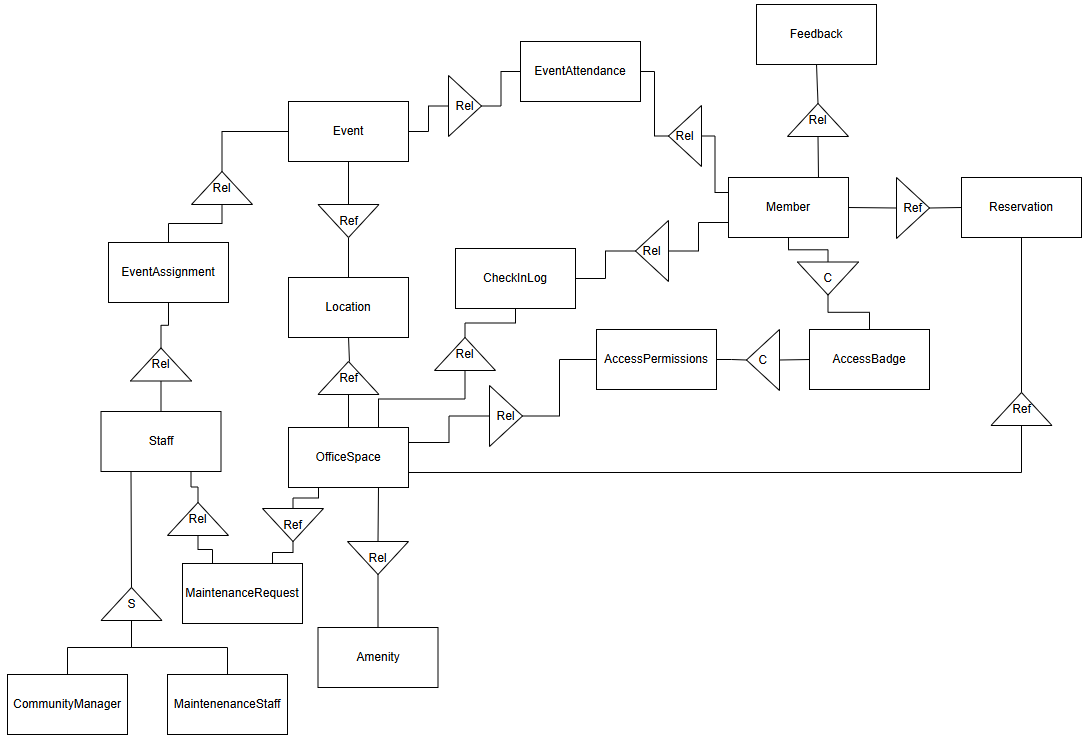 Feedback
EventAttendance
Rel
Rel
Event
Rel
Rel
Rel
Member
Ref
Reservation
Ref
Rel
EventAssignment
CheckInLog
C
Location
Rel
Rel
AccessPermissions
C
AccessBadge
Ref
Rel
Ref
Staff
OfficeSpace
Rel
Ref
Rel
MaintenanceRequest
S
Amenity
CommunityManager
MaintenenanceStaff